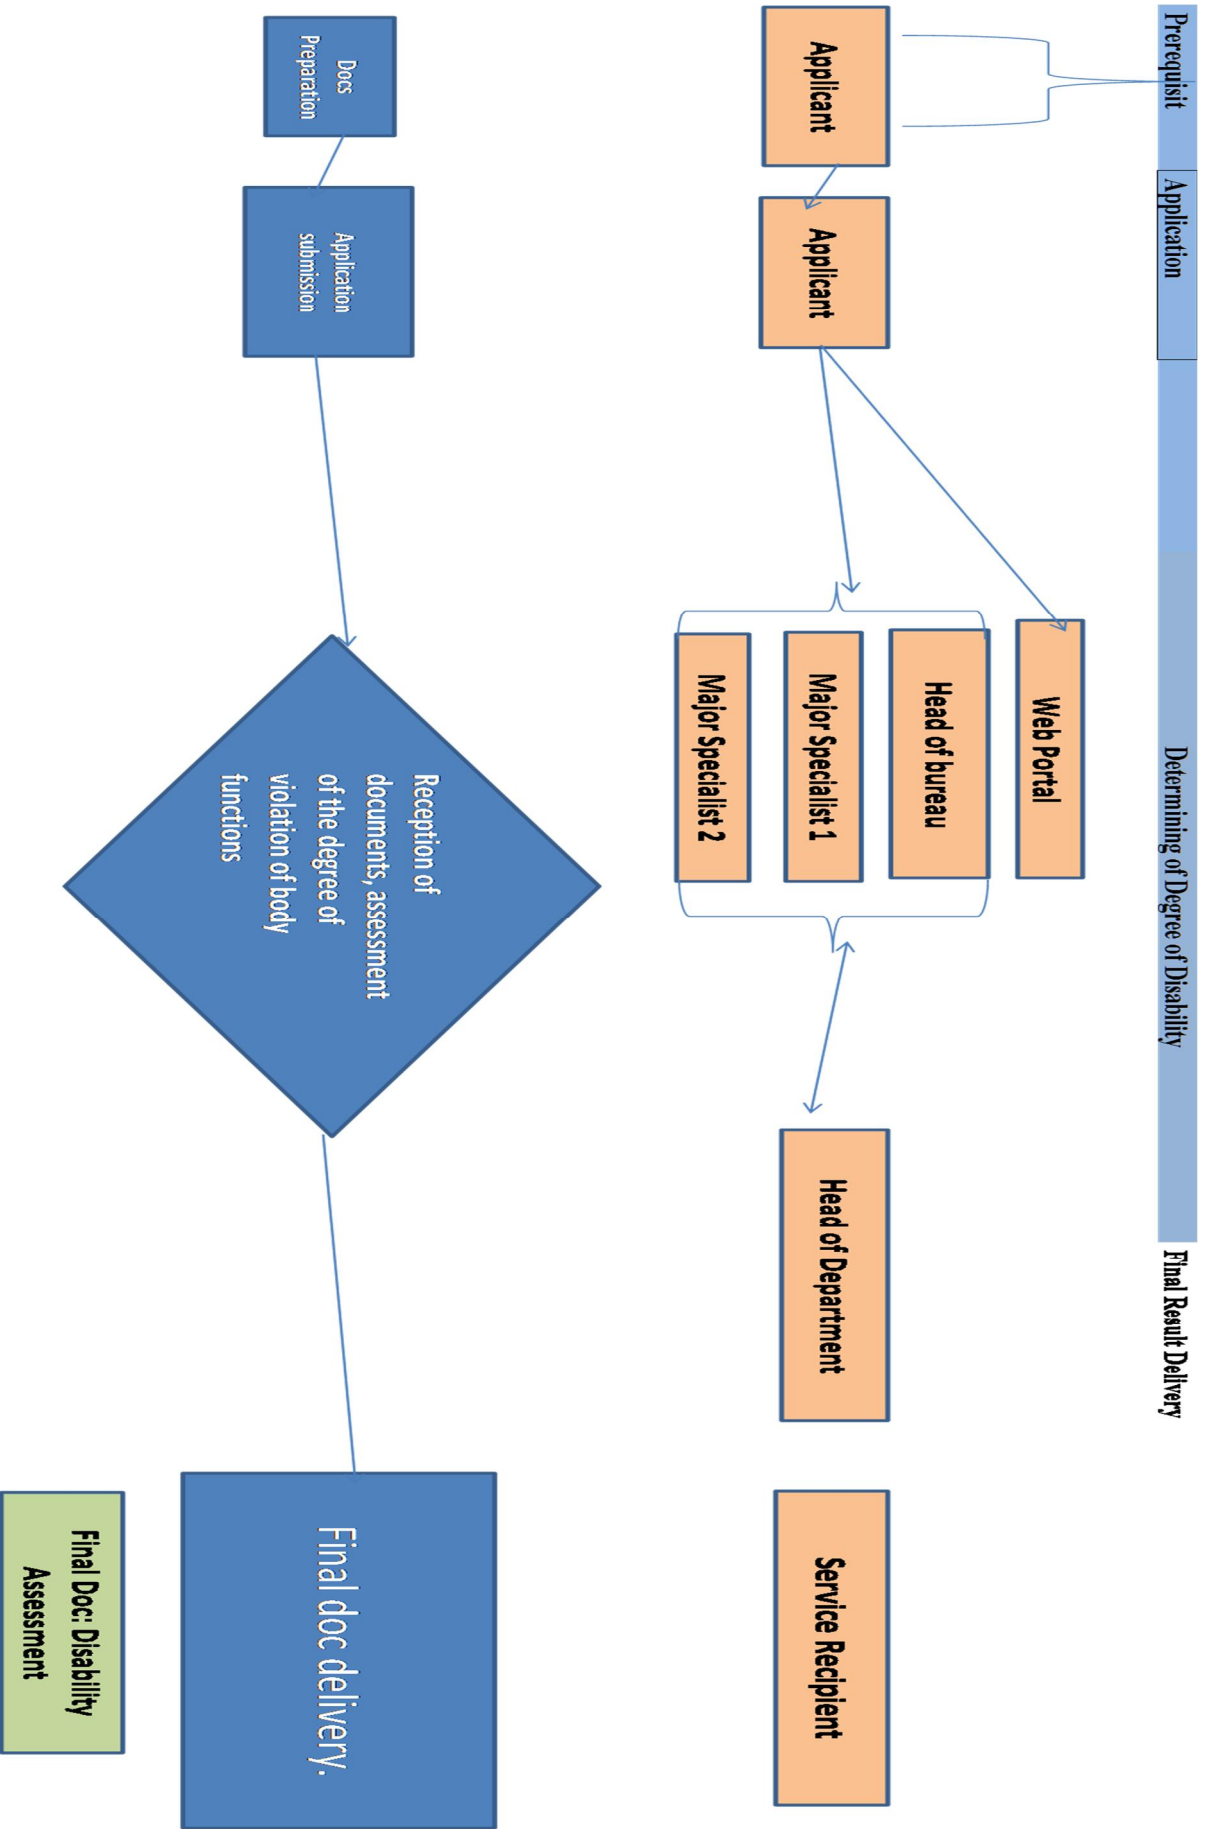 Prerequisit
Application
Determining of Degree of Disability
Final Result Delivery
Applicant
Applicant
Web Portal
Head of bureau
Major Specialist 1
Major Specialist 2
Head of Department
Service Recipient
Docs
Preparation
Application
submission
Reception of
documents, assessment
of the degree of
violation of body
functions
Final doc delivery.
Final Doc: Disability
Assessment